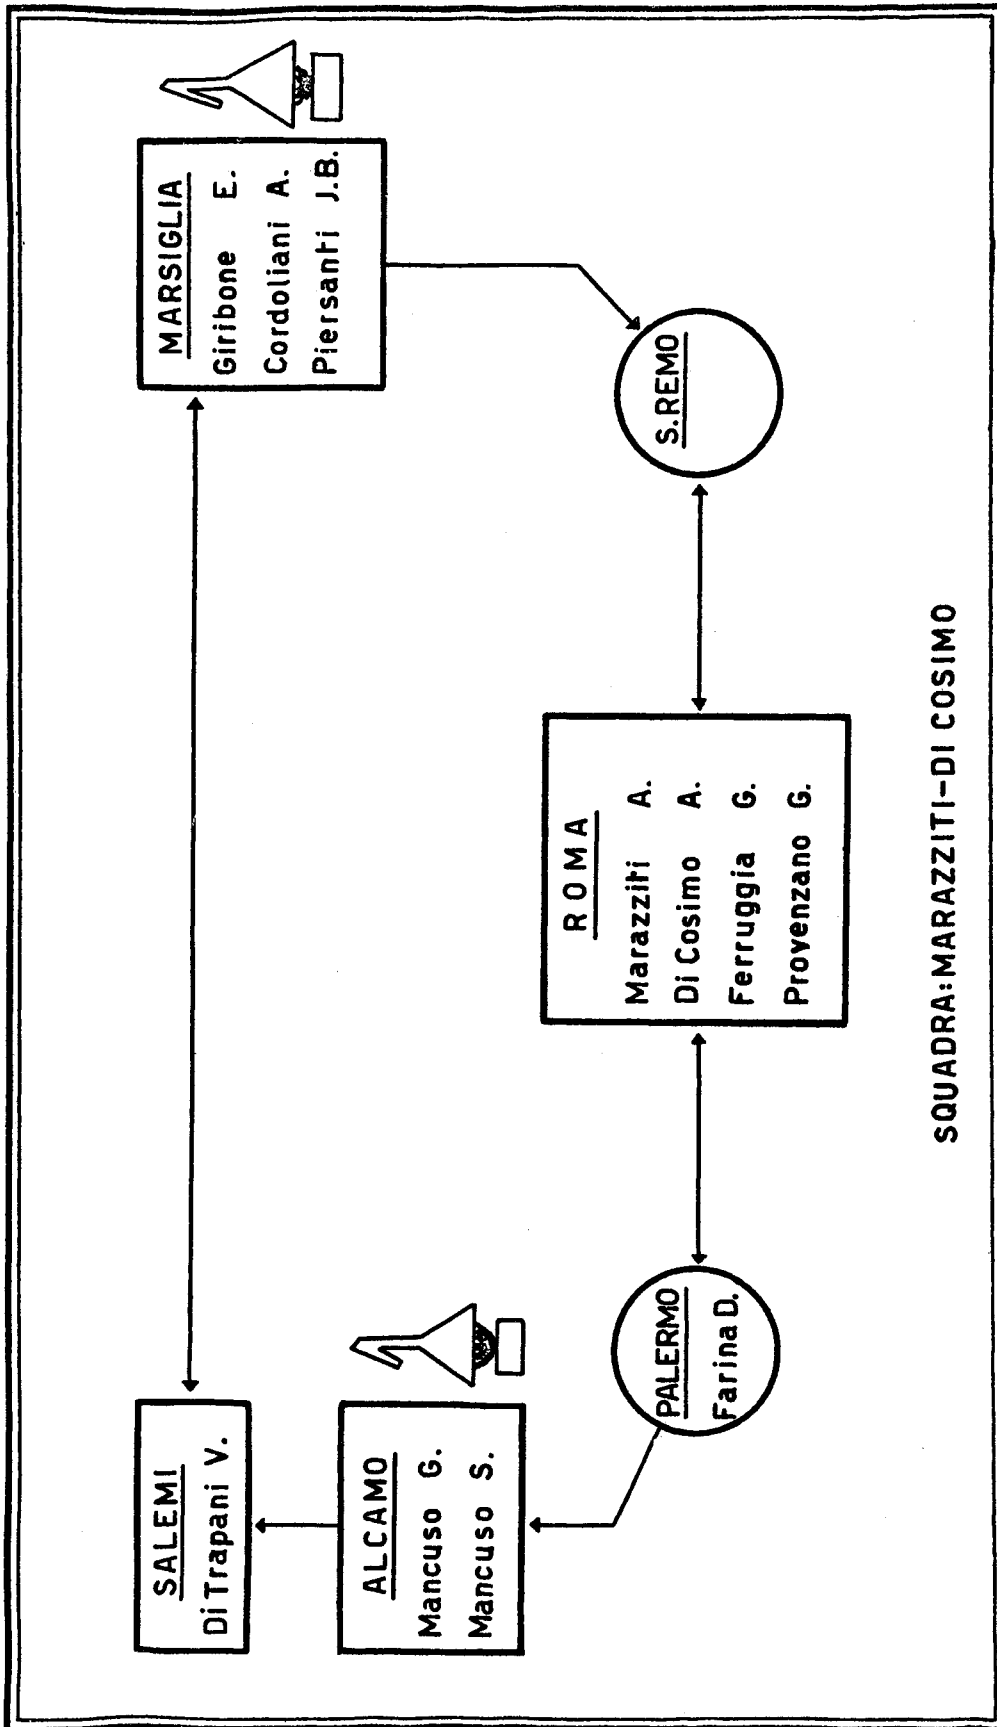 SALEMI
Di Trapani V.
ALCAMO
Mancuso G.
Mancuso S.
PALERMO
Farina D.
ROMA
Marazziti A.
Di Cosimo A.
Ferruggia G.
Provenzano G.
S.REMO
MARSIGLIA
Giribone E.
Cordoliani A.
Piersanti J.B.
SQUADRA: MARAZZITI-DI COSIMO